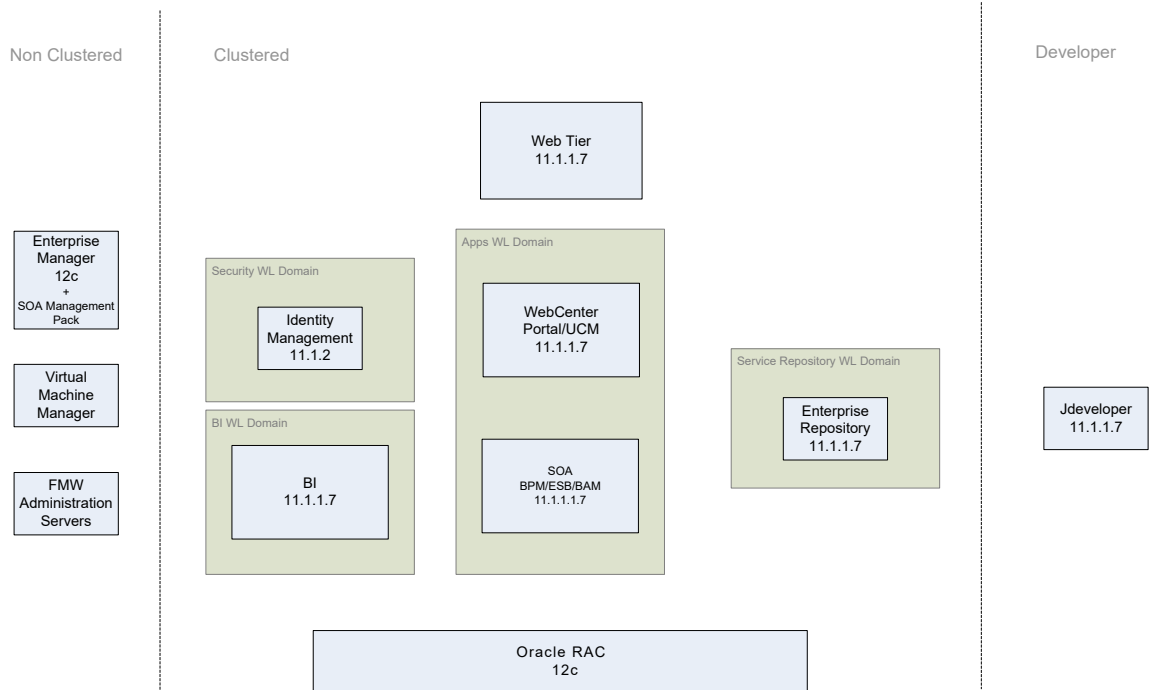 Non Clustered
Clustered
Developer
Web Tier
11.1.1.7
Enterprise
Manager
12c
+
SOA Management
Pack
Virtual
Machine
Manager
FMW
Administration
Servers
Security WL Domain
Identity
Management
11.1.2
BI WL Domain
BI
11.1.1.7
Apps WL Domain
WebCenter
Portal/UCM
11.1.1.7
SOA
BPM/ESB/BAM
11.1.1.1.7
Service Repository WL Domain
Enterprise
Repository
11.1.1.7
Jdeveloper
11.1.1.7
Oracle RAC
12c